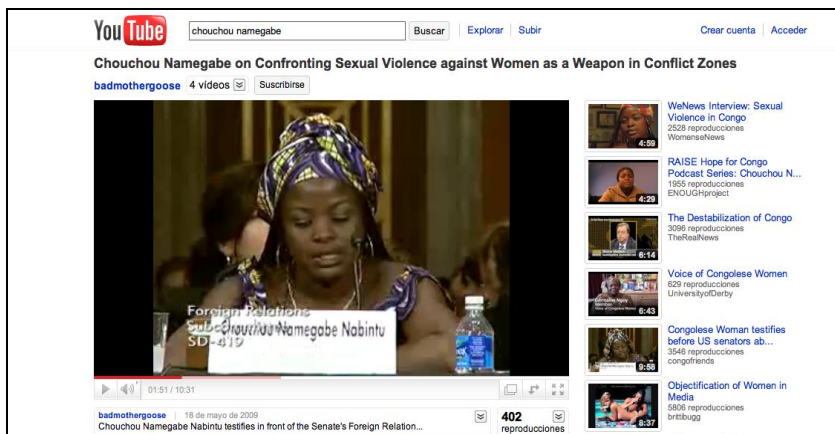 YouTube
chouchou namegabe
Buscar
Explorar
Subir
Crear cuenta
Acceder
Chouchou Namegabe on Confronting Sexual Violence against Women as a Weapon in Conflict Zones
badmothergoose
4 vídeos
Suscribirse
Foreign Relations
SD-419
Chouchou Namegabe Nabintu
01:51 / 10:31
badmothergoose
18 de mayo de 2009
Chouchou Namegabe Nabintu testifies in front of the Senate's Foreign Relation...
402
reproducciones
4:59
WeNews Interview: Sexual
Violence in Congo
2528 reproducciones
WomenseNews
4:29
RAISE Hope for Congo
Podcast Series: Chouchou N...
1955 reproducciones
ENOUGHproject
6:14
The Destabilization of Congo
3096 reproducciones
TheRealNews
6:43
Voice of Congolese Women
629 reproducciones
UniversityofDerby
9:58
Congolese Woman testifies
before US senators ab...
3546 reproducciones
congofriends
8:37
Objectification of Women in
Media
5806 reproducciones
brittibugg